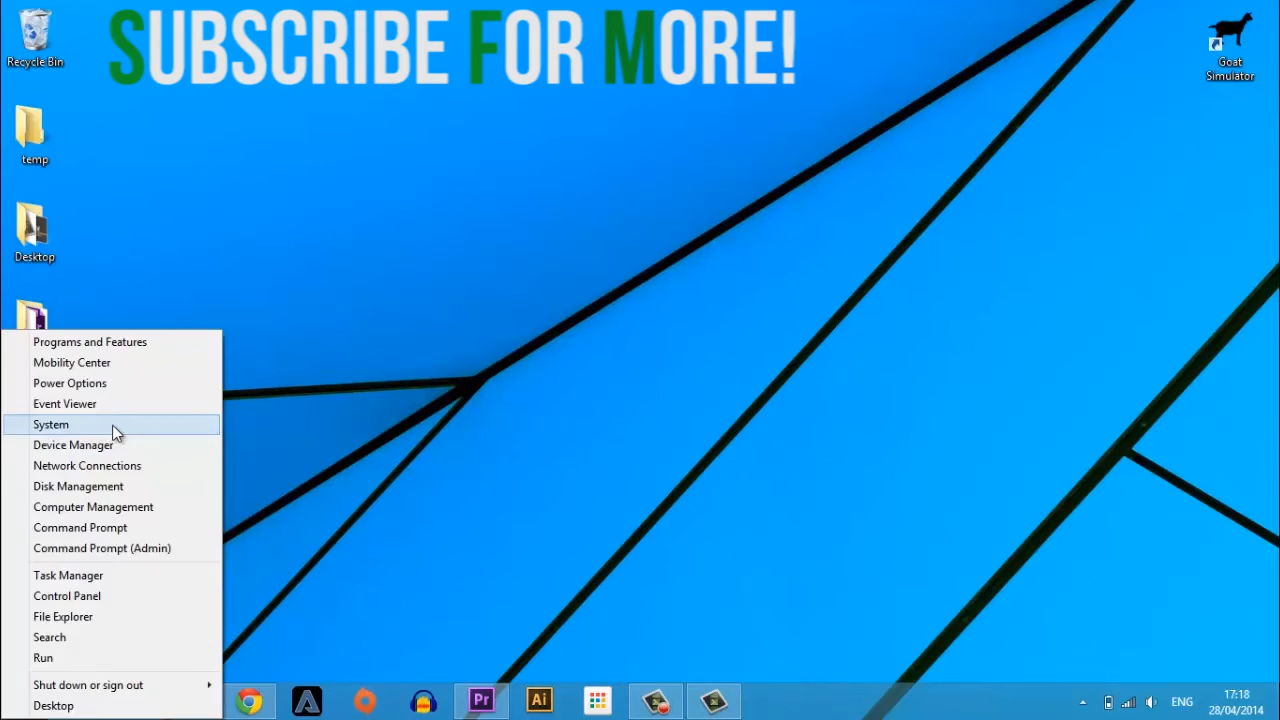 SUBSCRIBE FOR MORE!
Recycle Bin
Goat
Simulator
temp
Desktop
Programs and Features
Mobility Center
Power Options
Event Viewer
System
Device Manager
Network Connections
Disk Management
Computer Management
Command Prompt
Command Prompt (Admin)
Task Manager
Control Panel
File Explorer
Search
Run
Shut down or sign out
Desktop
Pr
Ai
ENG
17:18
28/04/2014